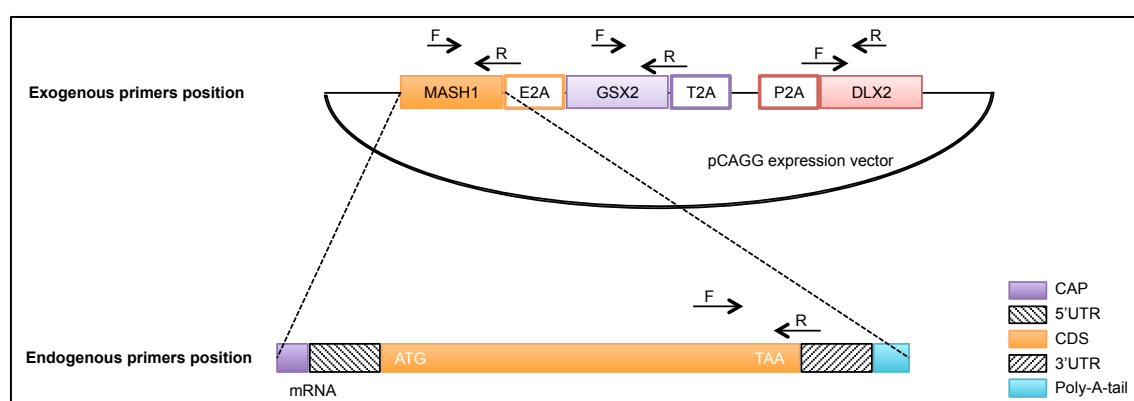 F
F
R
R
F
R
Exogenous primers position
MASH1
E2A
GSX2
T2A
P2A
DLX2
pCAGG expression vector
F
R
CAP
5'UTR
CDS
3'UTR
Poly-A-tail
Endogenous primers position
ATG
TAA
mRNA